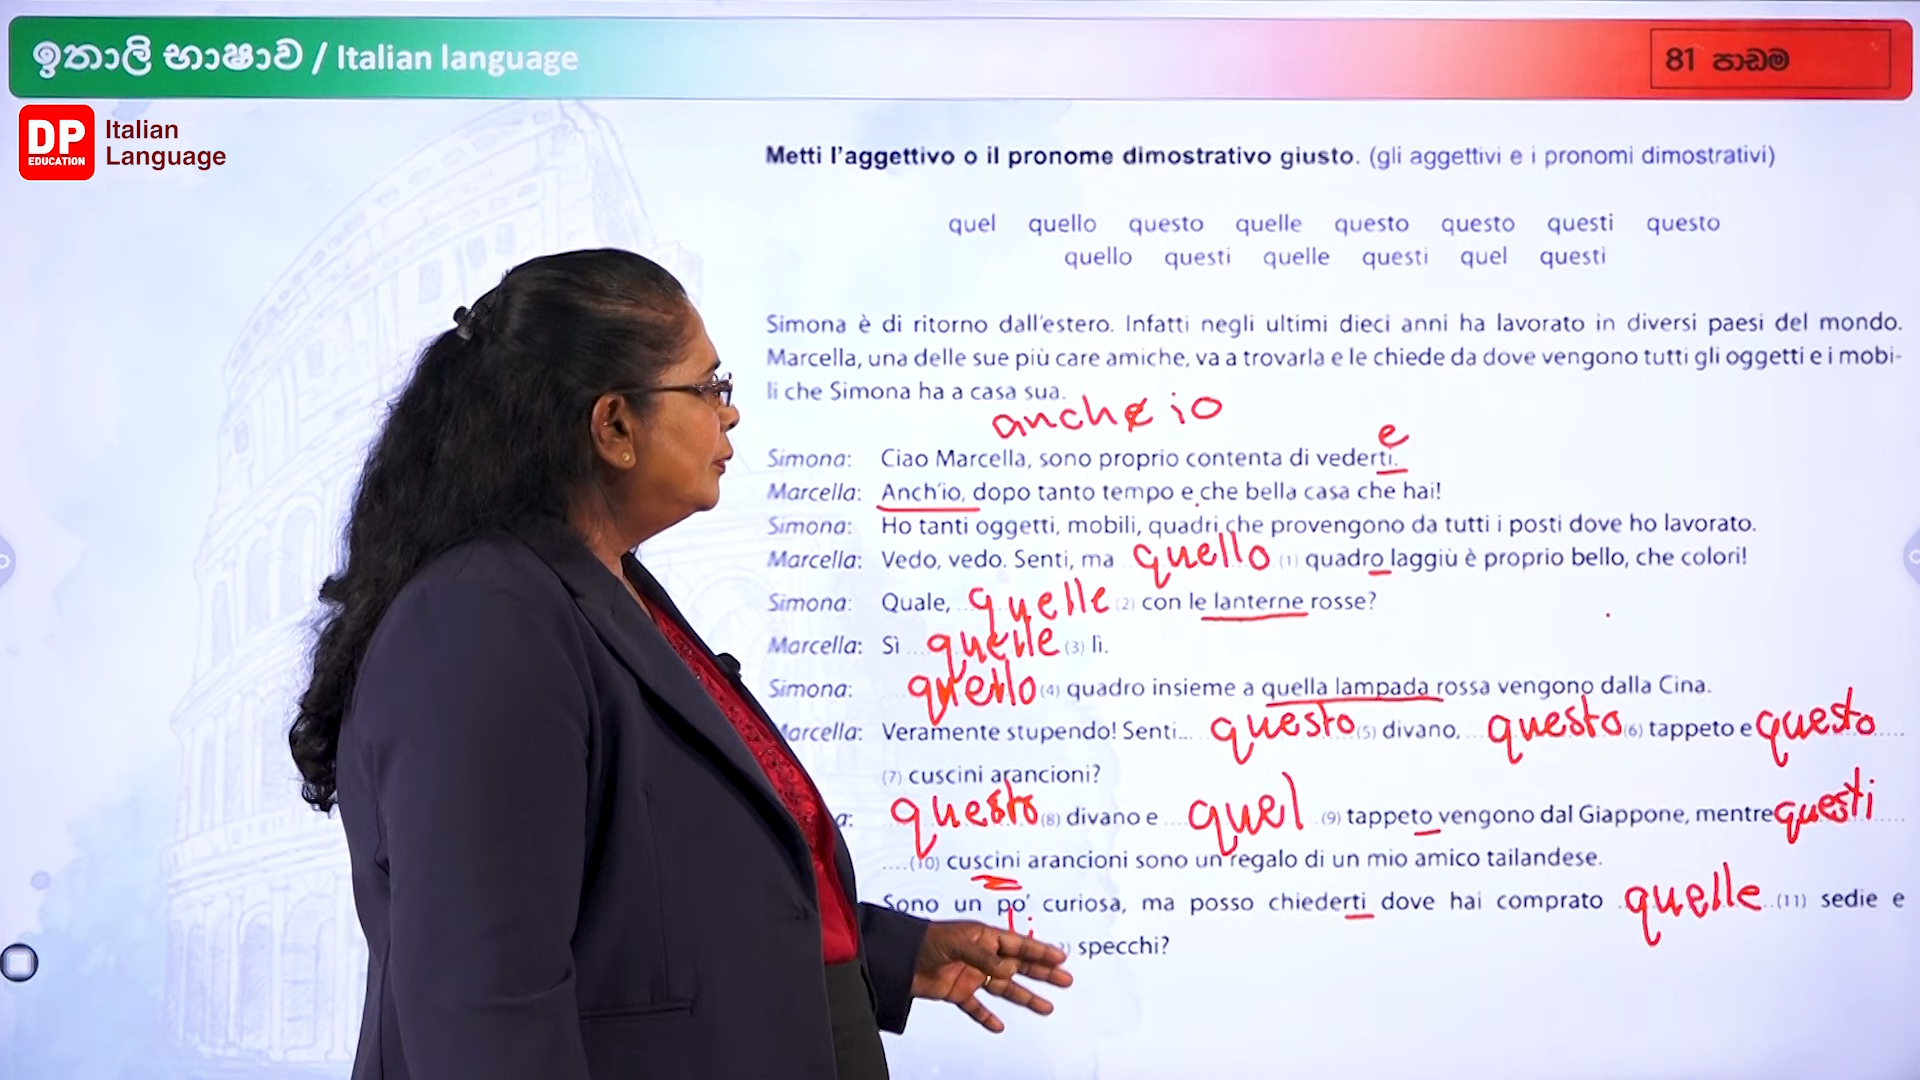 ඉතාලි භාෂාව / Italian language
81 පාඩම
DP
EDUCATION
Italian
Language
Metti l'aggettivo o il pronome dimostrativo giusto. (gli aggettivi e i pronomi dimostrativi)
quel quello questo quelle questo questo questi questo
quello questi quelle questi quel questi
Simona è di ritorno dall'estero. Infatti negli ultimi dieci anni ha lavorato in diversi paesi del mondo.
Marcella, una delle sue più care amiche, va a trovarla e le chiede da dove vengono tutti gli oggetti e i mobi-
li che Simona ha a casa sua.
anche io
e
Simona: Ciao Marcella, sono proprio contenta di vederti.
Marcella: Anch'io, dopo tanto tempo e che bella casa che hai!
Simona: Ho tanti oggetti, mobili, quadri che provengono da tutti i posti dove ho lavorato.
Marcella: Vedo, vedo. Senti, ma quello (1) quadro laggiù è proprio bello, che colori!
Simona: Quale, quelle (2) con le lanterne rosse?
Marcella: Sì quelle (3) lì.
Simona: quello (4) quadro insieme a quella lampada rossa vengono dalla Cina.
Marcella: Veramente stupendo! Senti... questo (5) divano, questo (6) tappeto e questo
(7) cuscini arancioni?
a: questo (8) divano e quel (9) tappeto vengono dal Giappone, mentre questi
(10) cuscini arancioni sono un regalo di un mio amico tailandese.
Sono un po' curiosa, ma posso chiederti dove hai comprato quelle (11) sedie e
specchi?